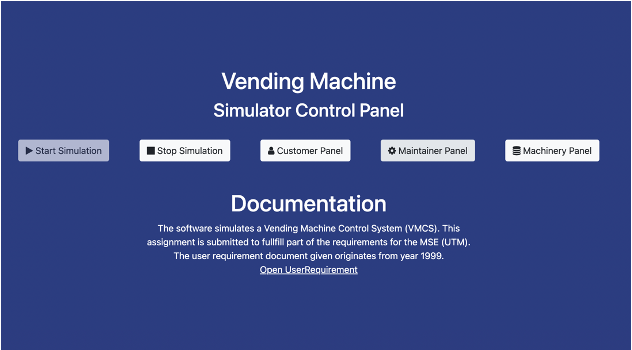 Vending Machine
Simulator Control Panel
Start Simulation
Stop Simulation
Customer Panel
Maintainer Panel
Machinery Panel
Documentation
The software simulates a Vending Machine Control System (VMCS). This
assignment is submitted to fullfill part of the requirements for the MSE (UTM).
The user requirement document given originates from year 1999.
Open UserRequirement